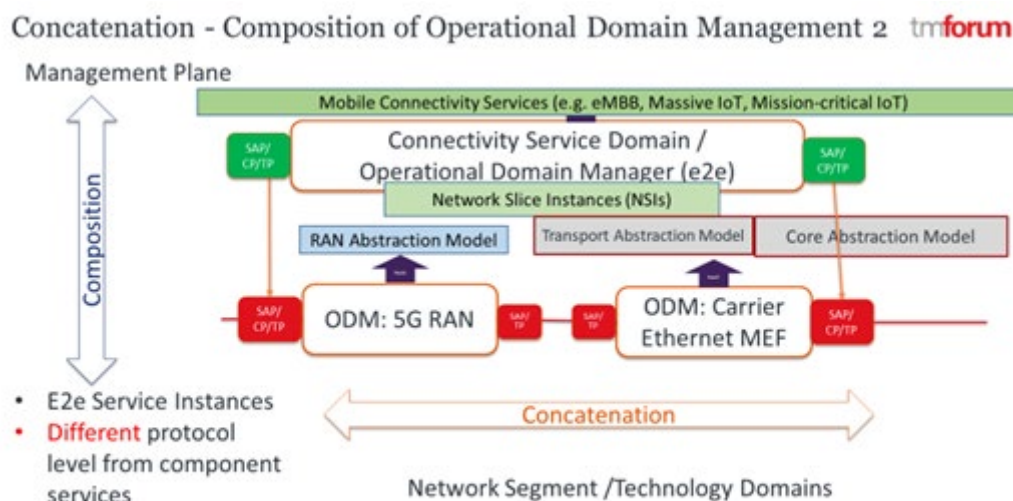 Concatenation - Composition of Operational Domain Management 2
tmforum
Management Plane
Mobile Connectivity Services (e.g. eMBB, Massive IoT, Mission-critical IoT)
SAP/
CP/TP
Connectivity Service Domain /
Operational Domain Manager (e2e)
SAP/
CP/TP
Network Slice Instances (NSIs)
RAN Abstraction Model
Transport Abstraction Model
Core Abstraction Model
Composition
SAP/
CP/TP
ODM: 5G RAN
SAP/
TP
SAP/
TP
ODM: Carrier
Ethernet MEF
SAP/
CP/TP
• E2e Service Instances
• Different protocol
level from component
services
Concatenation
Network Segment /Technology Domains